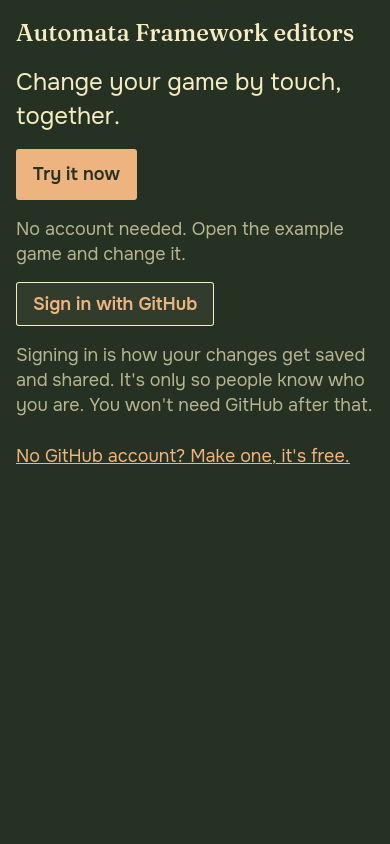 Automata Framework editors
Change your game by touch,
together.
Try it now
No account needed. Open the example
game and change it.
Sign in with GitHub
Signing in is how your changes get saved
and shared. It's only so people know who
you are. You won't need GitHub after that.
No GitHub account? Make one, it's free.